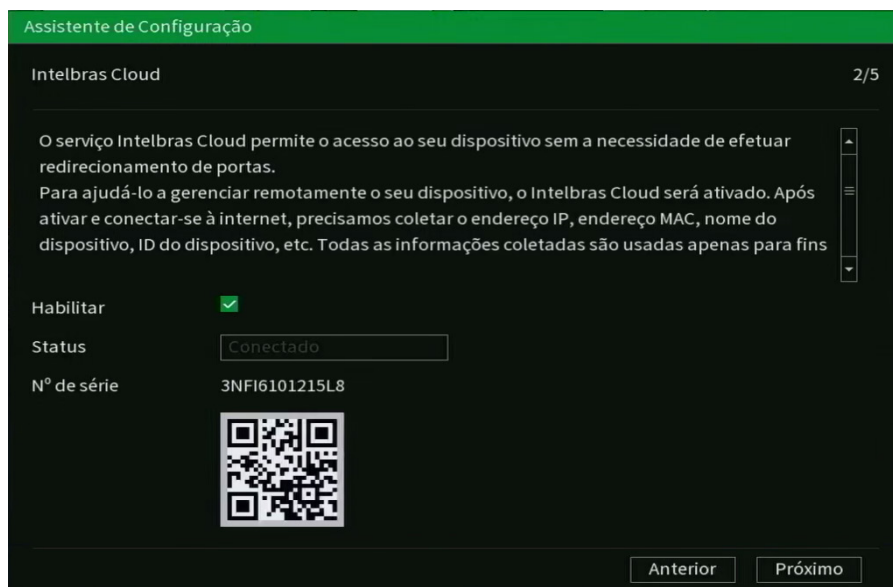 Assistente de Configuração
Intelbras Cloud
2/5
O serviço Intelbras Cloud permite o acesso ao seu dispositivo sem a necessidade de efetuar
redirecionamento de portas.
Para ajudá-lo a gerenciar remotamente o seu dispositivo, o Intelbras Cloud será ativado. Após
ativar e conectar-se à internet, precisamos coletar o endereço IP, endereço MAC, nome do
dispositivo, ID do dispositivo, etc. Todas as informações coletadas são usadas apenas para fins
Habilitar
Status
Conectado
Nº de série
3NFI6101215L8
Anterior
Próximo